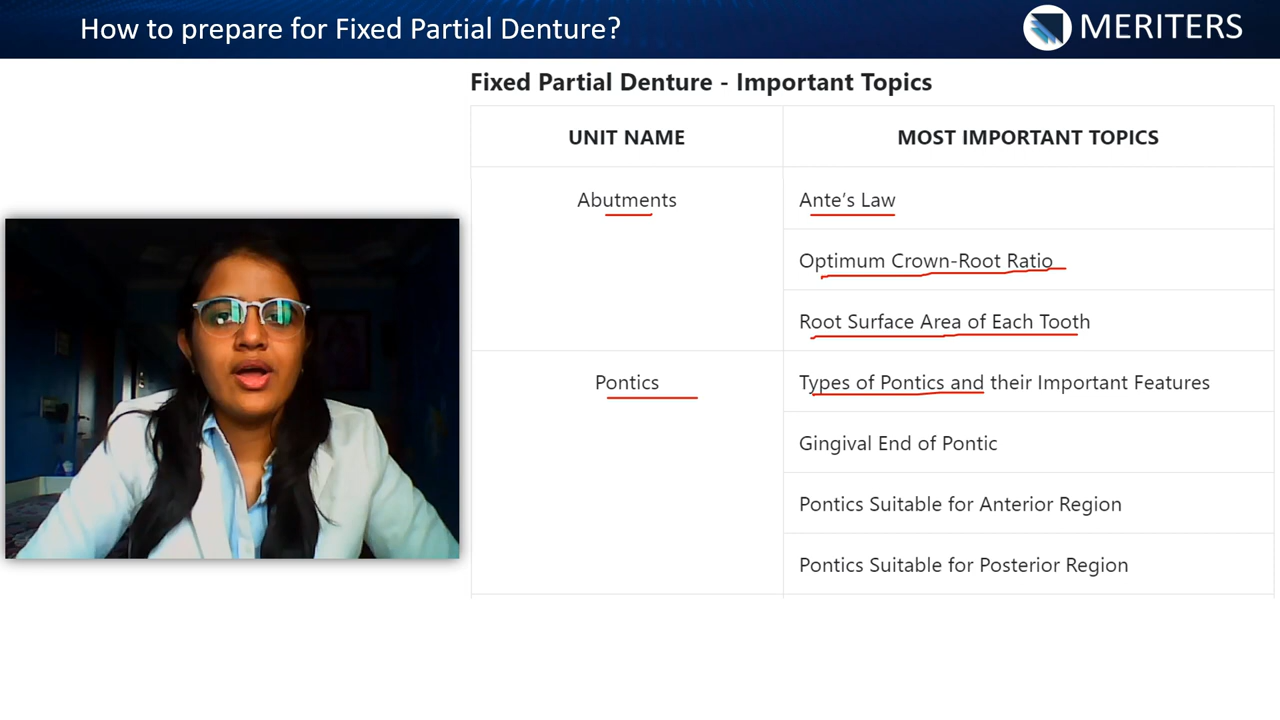 How to prepare for Fixed Partial Denture?
MERITERS
Fixed Partial Denture - Important Topics
UNIT NAME
MOST IMPORTANT TOPICS
Abutments
Ante’s Law
Optimum Crown-Root Ratio
Root Surface Area of Each Tooth
Pontics
Types of Pontics and their Important Features
Gingival End of Pontic
Pontics Suitable for Anterior Region
Pontics Suitable for Posterior Region